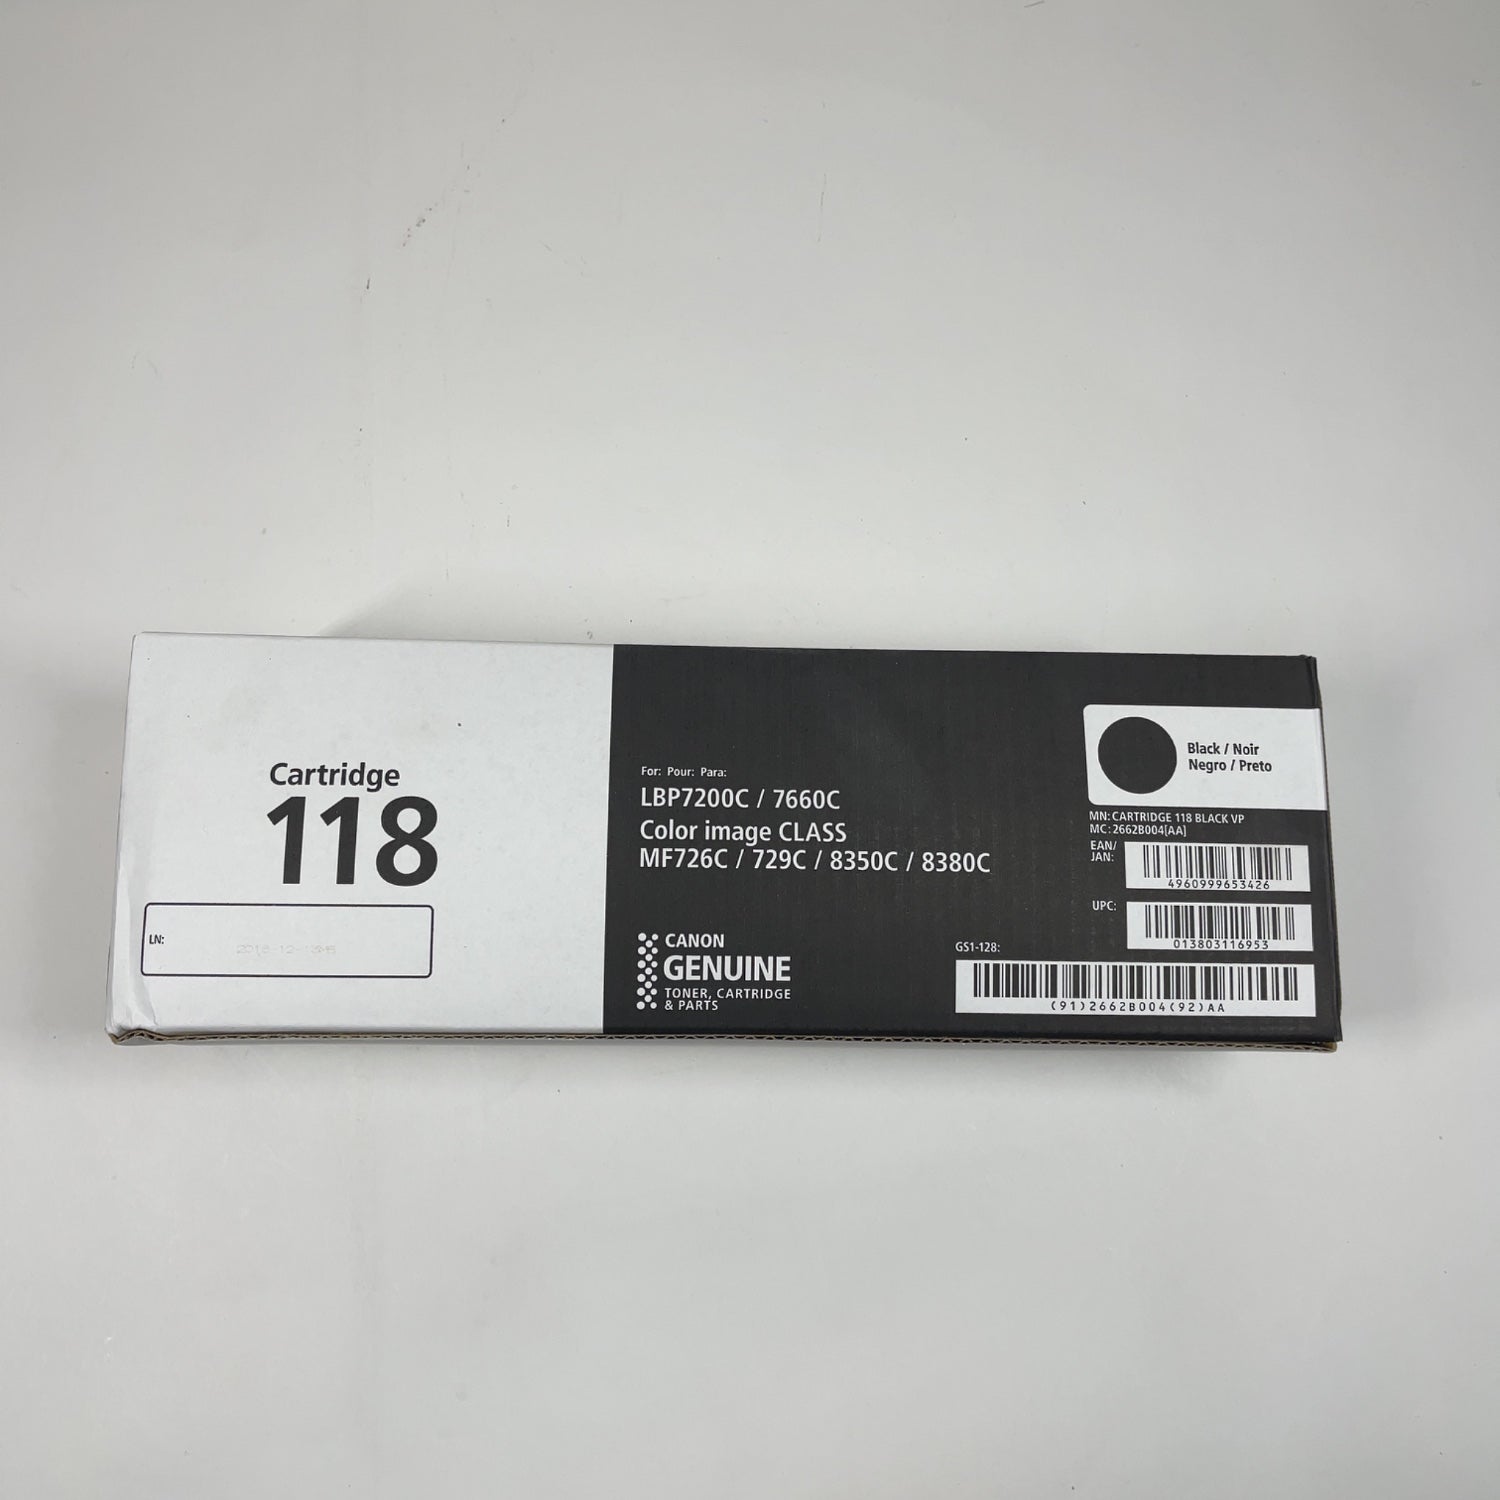 Cartridge
118
LN:
For: Pour: Para:
LBP7200C / 7660C
Color image CLASS
MF726C / 729C / 8350C / 8380C
CANON
GENUINE
TONER, CARTRIDGE
& PARTS
Black / Noir
Negro / Preto
MN: CARTRIDGE 118 BLACK VP
MC: 2662B004[AA]
EAN/
JAN:
4960999653426
UPC:
013803116953
GS1-128:
(91)2662B004(92)AA